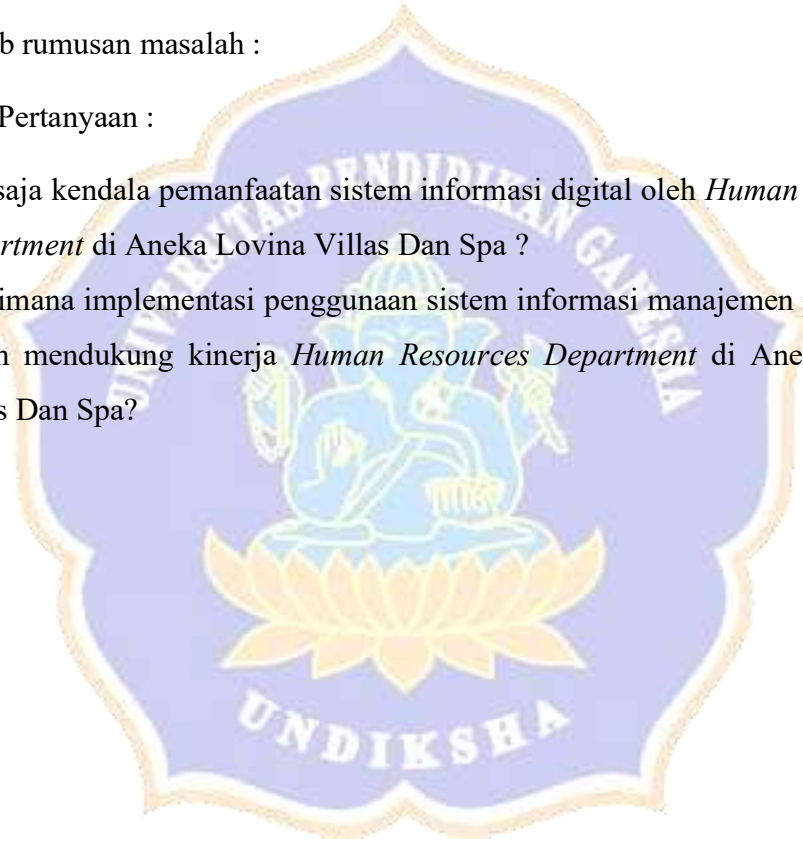 b rumusan masalah :
Pertanyaan :
saja kendala pemanfaatan sistem informasi digital oleh Human
rtment di Aneka Lovina Villas Dan Spa ?
imana implementasi penggunaan sistem informasi manajemen
mendukung kinerja Human Resources Department di Ane
s Dan Spa?
UNIVERSITAS PENDIDIKAN GANESHA
UNDIKSHA